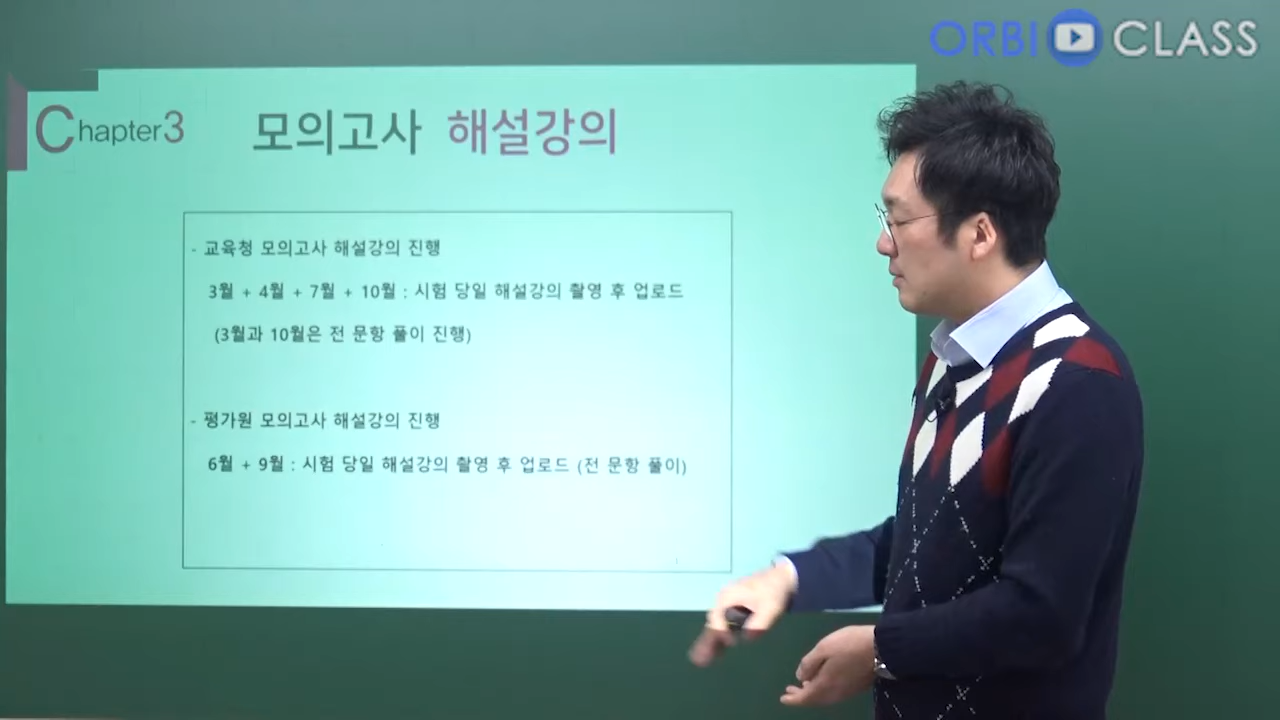 ORBI CLASS
Chapter3 모의고사 해설강의
- 교육청 모의고사 해설강의 진행
3월 + 4월 + 7월 + 10월 : 시험 당일 해설강의 촬영 후 업로드
(3월과 10월은 전 문항 풀이 진행)
- 평가원 모의고사 해설강의 진행
6월 + 9월 : 시험 당일 해설강의 촬영 후 업로드 (전 문항 풀이)